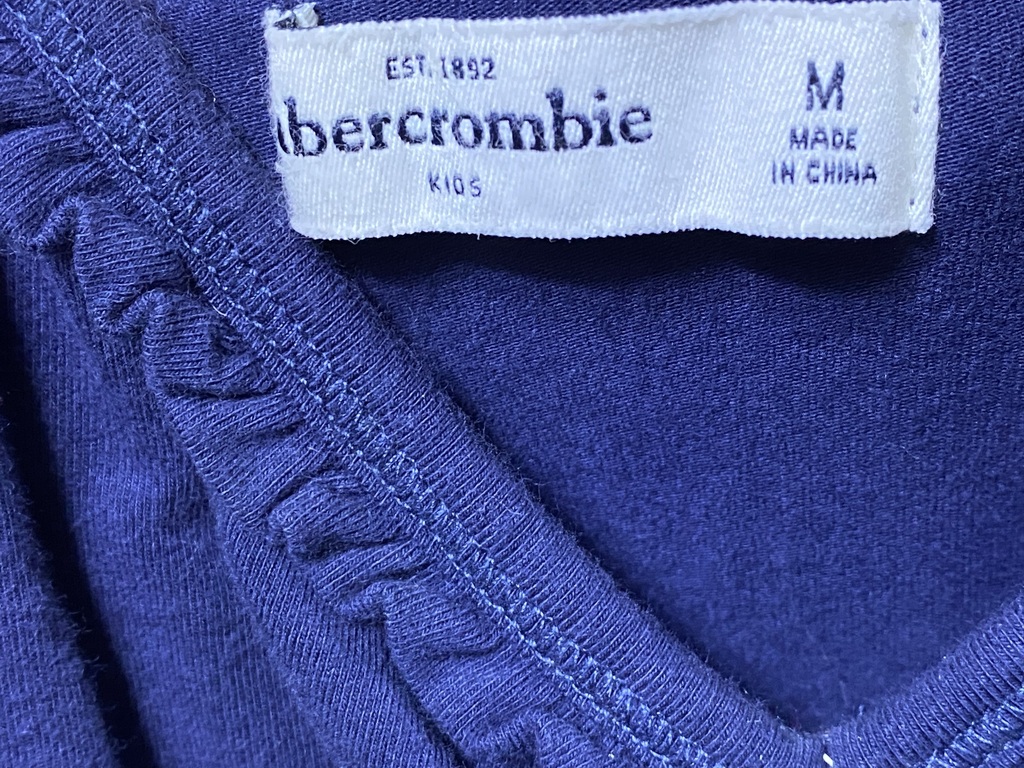 EST. 1892
abercrombie
KIDS
M
MADE
IN CHINA